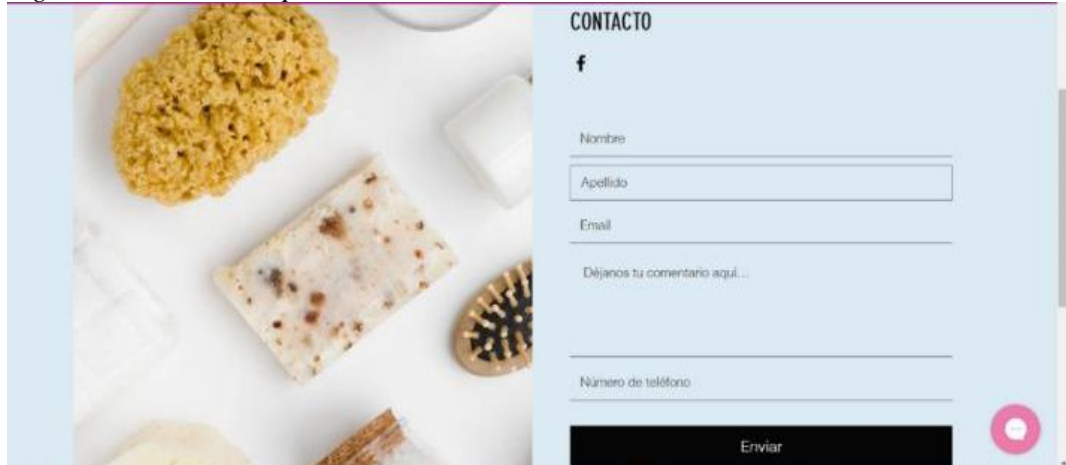 CONTACTO
f
Nombre
Apellido
Email
Déjanos tu comentario aquí...
Número de teléfono
Enviar